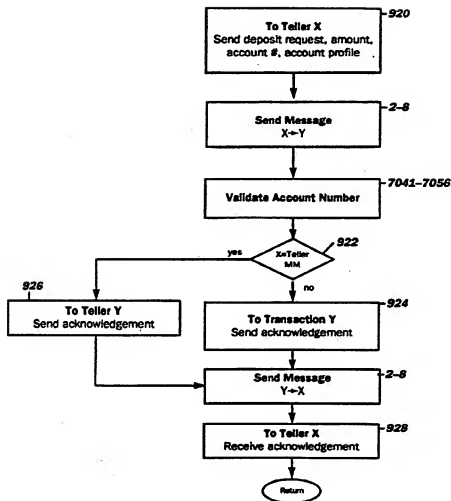 920
To Teller X
Send deposit request, amount,
account #, account profile
2–8
Send Message
X←Y
7041–7056
Validate Account Number
922
yes
X=Teller
MM
no
926
To Teller Y
Send acknowledgement
924
To Transaction Y
Send acknowledgement
2–8
Send Message
Y←X
928
To Teller X
Receive acknowledgement
Return